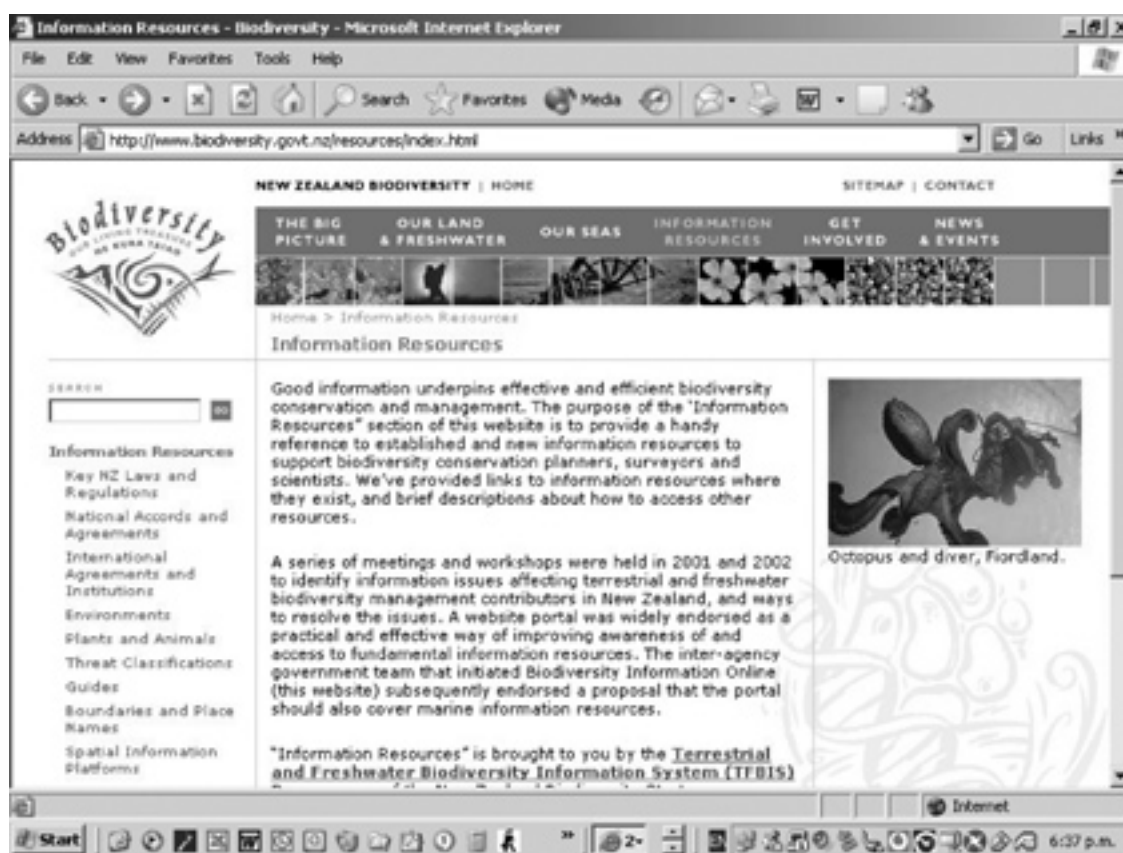 Information Resources - Biodiversity - Microsoft Internet Explorer
File Edit View Favorites Tools Help
Back Search Favorites Media
Address http://www.biodiversity.govt.nz/resources/index.html Go Links
NEW ZEALAND BIODIVERSITY | HOME SITEMAP | CONTACT
Biodiversity
OUR LIVING TREASURE
THE BIG PICTURE
OUR LAND & FRESHWATER
OUR SEAS
INFORMATION RESOURCES
GET INVOLVED
NEWS & EVENTS
Home > Information Resources
Information Resources
SEARCH
GO
Information Resources
Key NZ Laws and
Regulations
National Accords and
Agreements
International
Agreements and
Institutions
Environments
Plants and Animals
Threat Classifications
Guides
Boundaries and Place
Names
Spatial Information
Platforms
Good information underpins effective and efficient biodiversity
conservation and management. The purpose of the "Information
Resources" section of this website is to provide a handy
reference to established and new information resources to
support biodiversity conservation planners, surveyors and
scientists. We've provided links to information resources where
they exist, and brief descriptions about how to access other
resources.
A series of meetings and workshops were held in 2001 and 2002
to identify information issues affecting terrestrial and freshwater
biodiversity management contributors in New Zealand, and ways
to resolve the issues. A website portal was widely endorsed as a
practical and effective way of improving awareness of and
access to fundamental information resources. The inter-agency
government team that initiated Biodiversity Information Online
(this website) subsequently endorsed a proposal that the portal
should also cover marine information resources.
"Information Resources" is brought to you by the Terrestrial
and Freshwater Biodiversity Information System (TFBIS)
Octopus and diver, Fiordland.
Internet
Start 2 6:37 p.m.